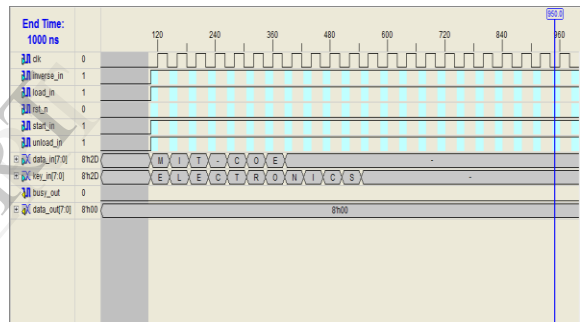 950.0
End Time:
1000 ns
120 240 360 480 600 720 840 960
clk 0
inverse_in 1
load_in 1
rst_n 0
start_in 1
unload_in 1
data_in[7:0] 8'h2D M I T - C O E -
key_in[7:0] 8'h2D E L E C T R O N I C S -
busy_out 0
data_out[7:0] 8'h00 8'h00